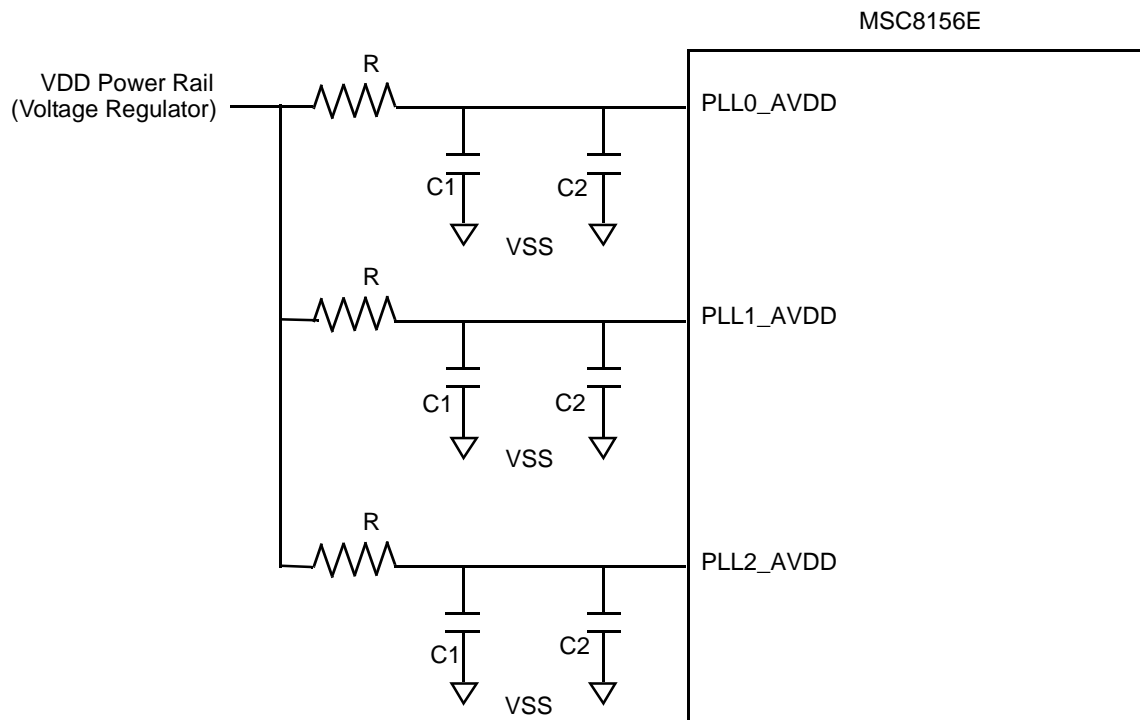 MSC8156E
VDD Power Rail
(Voltage Regulator)
R
PLL0_AVDD
C1
C2
VSS
R
PLL1_AVDD
C1
C2
VSS
R
PLL2_AVDD
C1
C2
VSS